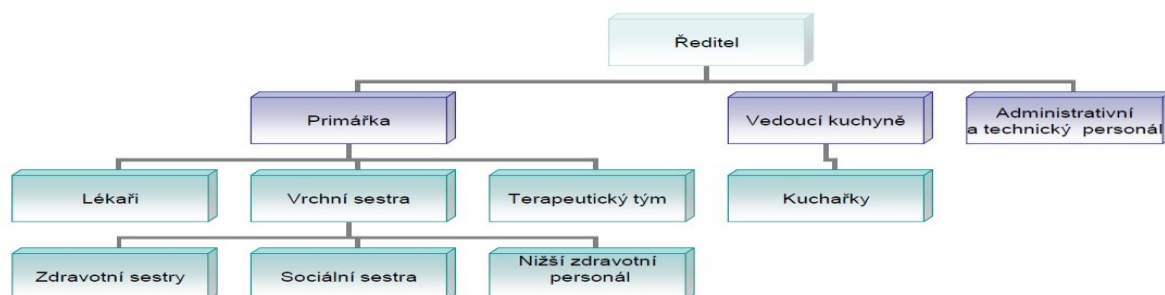 Ředitel
Primářka
Vedoucí kuchyně
Administrativní
a technický personál
Lékaři
Vrchní sestra
Terapeutický tým
Kuchařky
Zdravotní sestry
Sociální sestra
Nižší zdravotní
personál